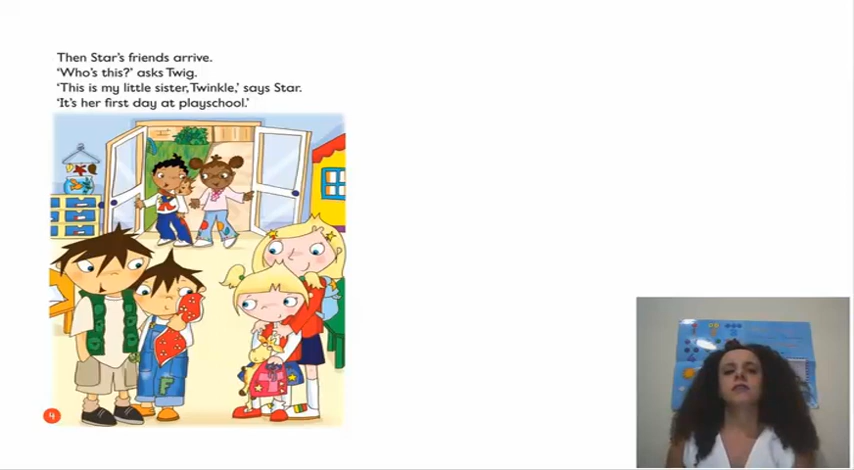 Then Star's friends arrive.
'Who's this?' asks Twig.
'This is my little sister, Twinkle,' says Star.
'It's her first day at playschool.'
F
4